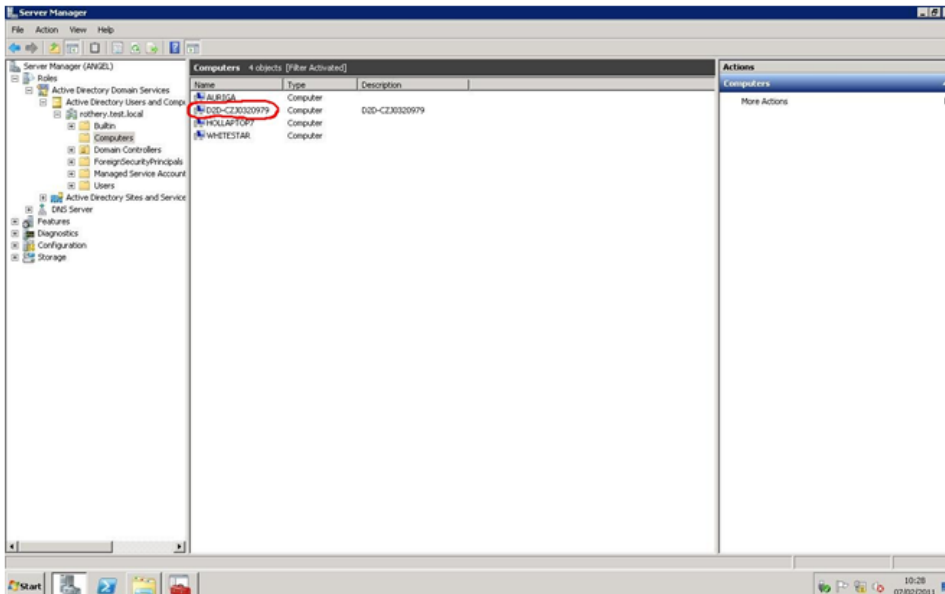 Server Manager
File Action View Help
Server Manager (ANGEL)
Roles
Active Directory Domain Services
Active Directory Users and Compu
rothery.test.local
Builtin
Computers
Domain Controllers
ForeignSecurityPrincipals
Managed Service Account
Users
Active Directory Sites and Service
DNS Server
Features
Diagnostics
Configuration
Storage
Computers 4 objects [Filter Activated]
Name Type Description
AURIGA Computer
D2D-CZJ0320979 Computer D2D-CZJ0320979
HOLLAPTOP7 Computer
WHITESTAR Computer
Actions
Computers
More Actions
Start
10:28
07/02/2011